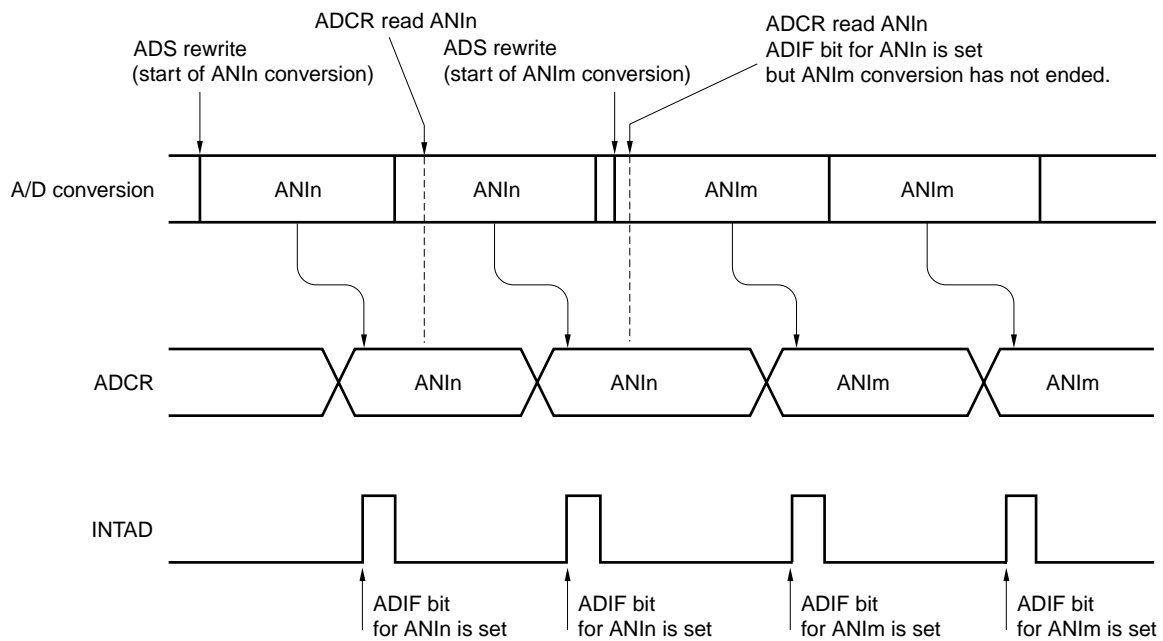 ADS rewrite
(start of ANIn conversion)
ADCR read ANIn
ADS rewrite
(start of ANIm conversion)
ADCR read ANIn
ADIF bit for ANIn is set
but ANIm conversion has not ended.
A/D conversion
ANIn
ANIn
ANIm
ANIm
ADCR
ANIn
ANIn
ANIm
ANIm
INTAD
ADIF bit
for ANIn is set
ADIF bit
for ANIn is set
ADIF bit
for ANIm is set
ADIF bit
for ANIm is set